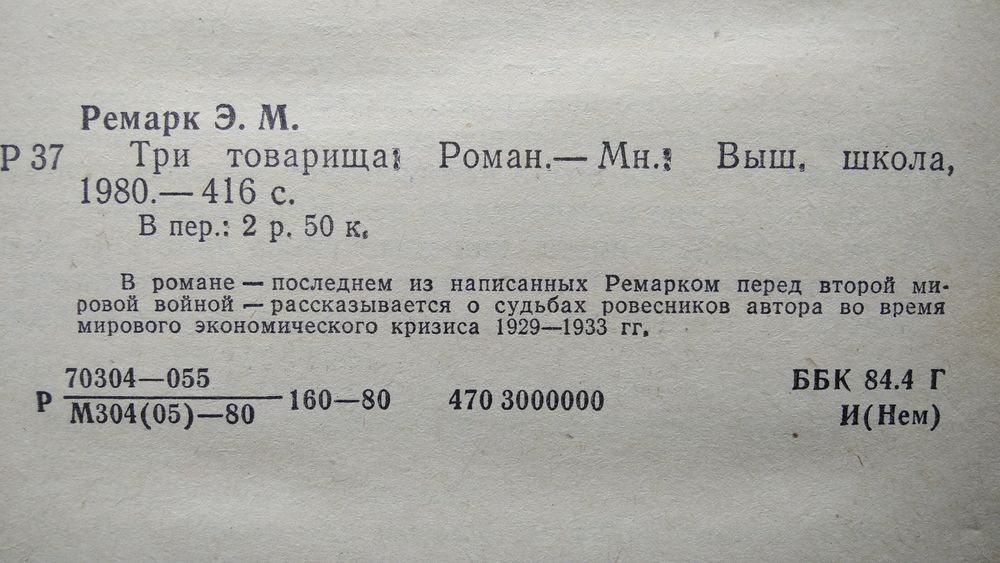 Ремарк Э. М.
Р 37 Три товарища: Роман.— Мн.: Выш. школа,
1980.— 416 с.
В пер.: 2 р. 50 к.
В романе — последнем из написанных Ремарком перед второй ми-
ровой войной — рассказывается о судьбах ровесников автора во время
мирового экономического кризиса 1929—1933 гг.
70304—055
Р М304(05)—80 160—80 470 3000000
ББК 84.4 Г
И(Нем)